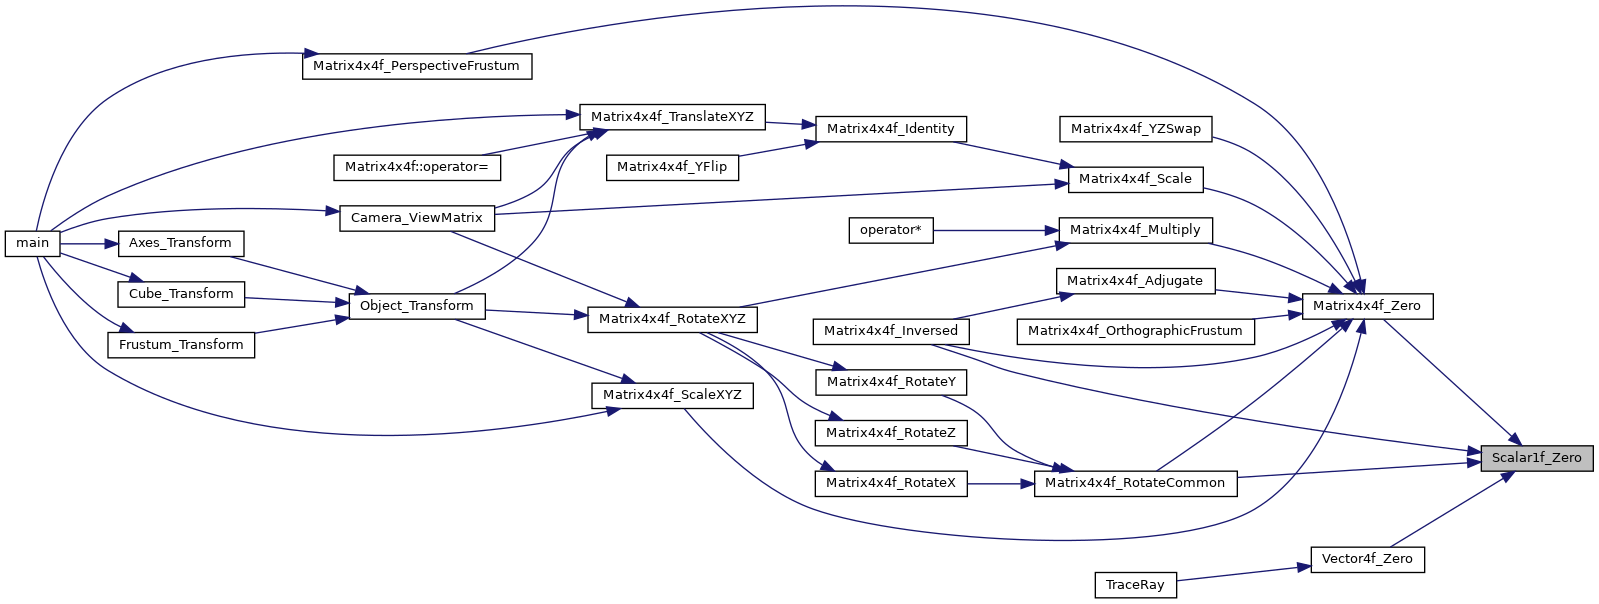 Matrix4x4f_PerspectiveFrustum
Matrix4x4f_TranslateXYZ
Matrix4x4f_Identity
Matrix4x4f_YZSwap
Matrix4x4f::operator=
Matrix4x4f_YFlip
Matrix4x4f_Scale
Camera_ViewMatrix
operator*
Matrix4x4f_Multiply
main
Axes_Transform
Matrix4x4f_Adjugate
Cube_Transform
Object_Transform
Matrix4x4f_RotateXYZ
Matrix4x4f_Zero
Matrix4x4f_Inversed
Matrix4x4f_OrthographicFrustum
Frustum_Transform
Matrix4x4f_RotateY
Matrix4x4f_ScaleXYZ
Matrix4x4f_RotateZ
Scalar1f_Zero
Matrix4x4f_RotateX
Matrix4x4f_RotateCommon
Vector4f_Zero
TraceRay